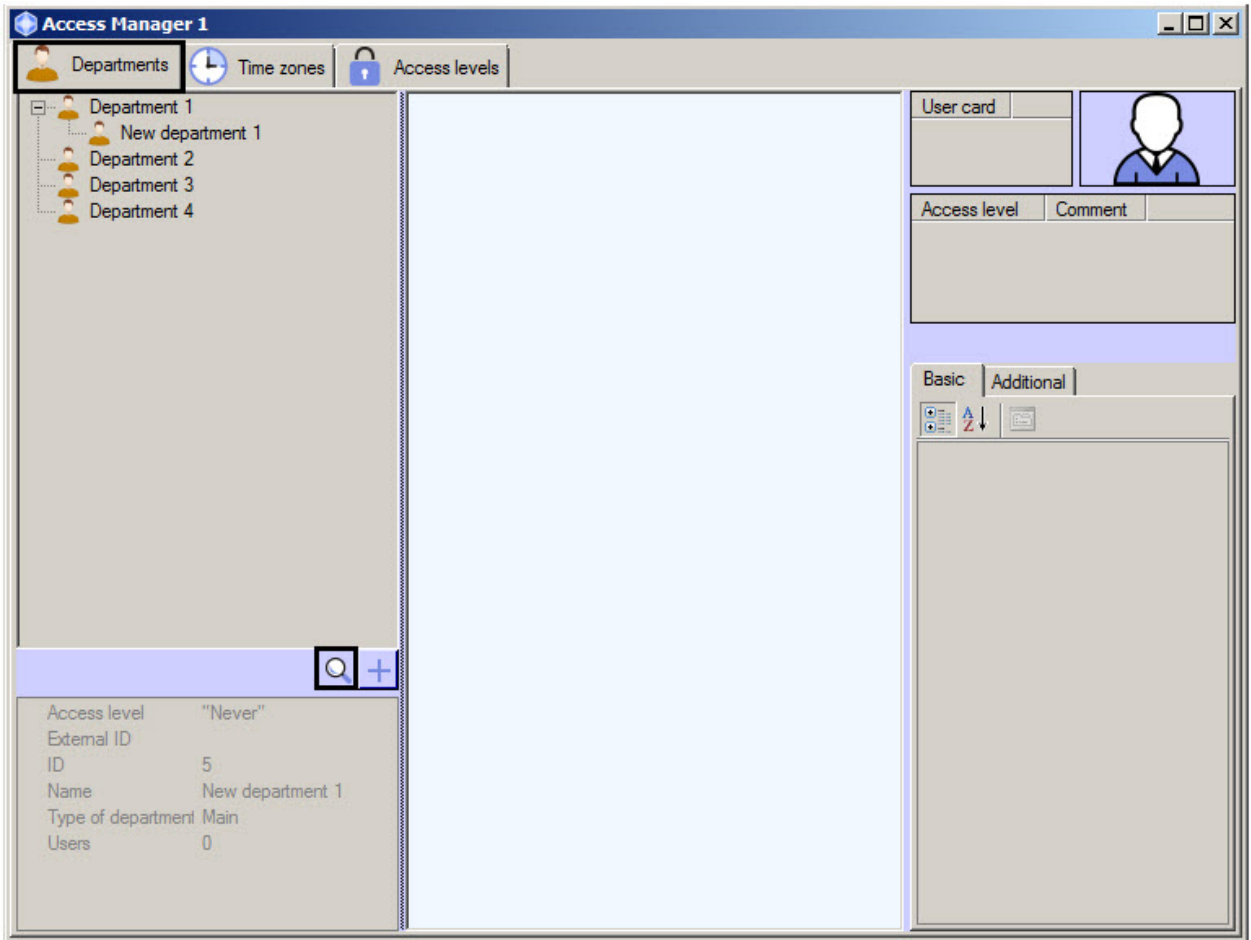 Access Manager 1
Departments Time zones Access levels
Department 1
New department 1
Department 2
Department 3
Department 4
Access level "Never"
External ID
ID 5
Name New department 1
Type of department Main
Users 0
User card
Access level Comment
Basic Additional
A
Z